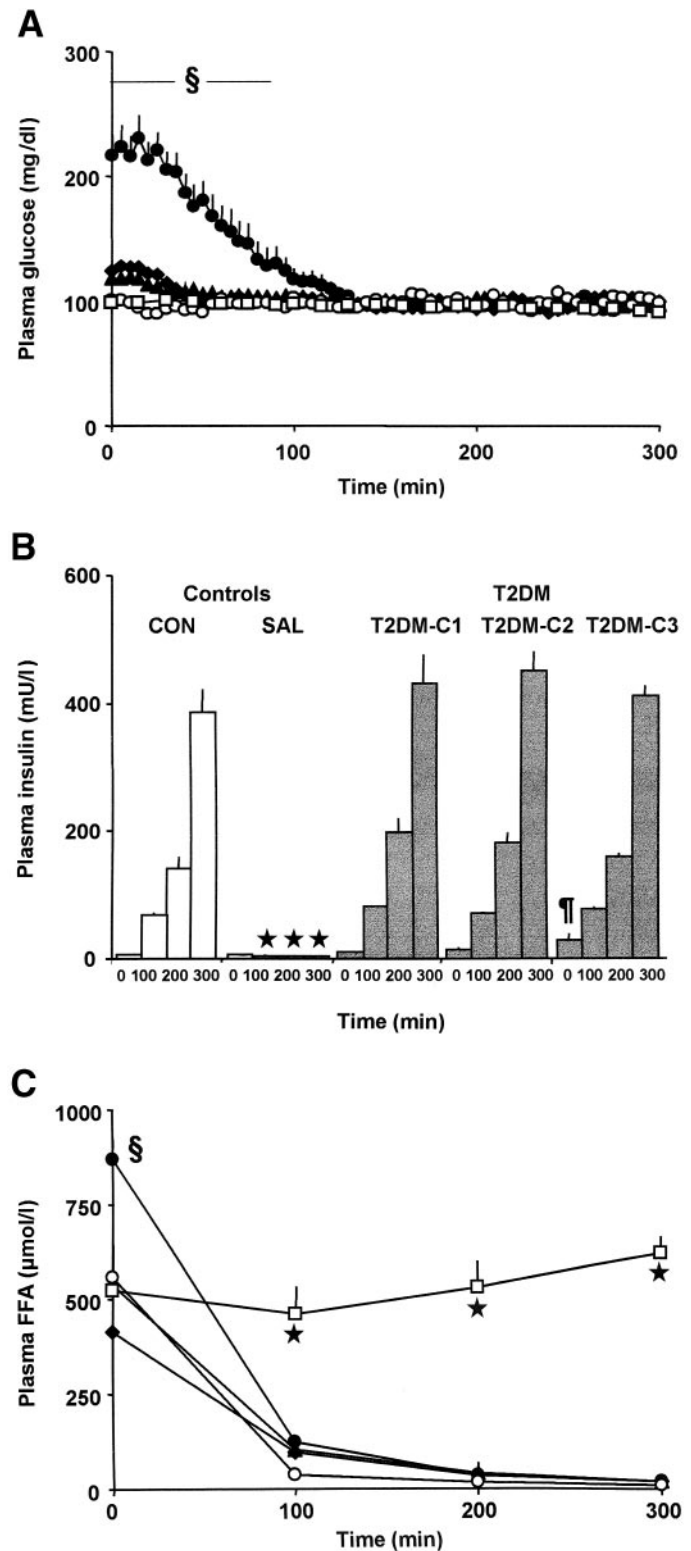 A
300
§
200
100
0
Plasma glucose (mg/dl)
0 100 200 300
Time (min)
B
600
400
200
0
Plasma insulin (mU/l)
Controls T2DM
CON SAL T2DM-C1 T2DM-C2 T2DM-C3
★ ★ ★ ¶
0 100 200 300 0 100 200 300 0 100 200 300 0 100 200 300 0 100 200 300
Time (min)
C
1000
750
500
250
0
Plasma FFA (µmol/l)
§
★ ★ ★
0 100 200 300
Time (min)